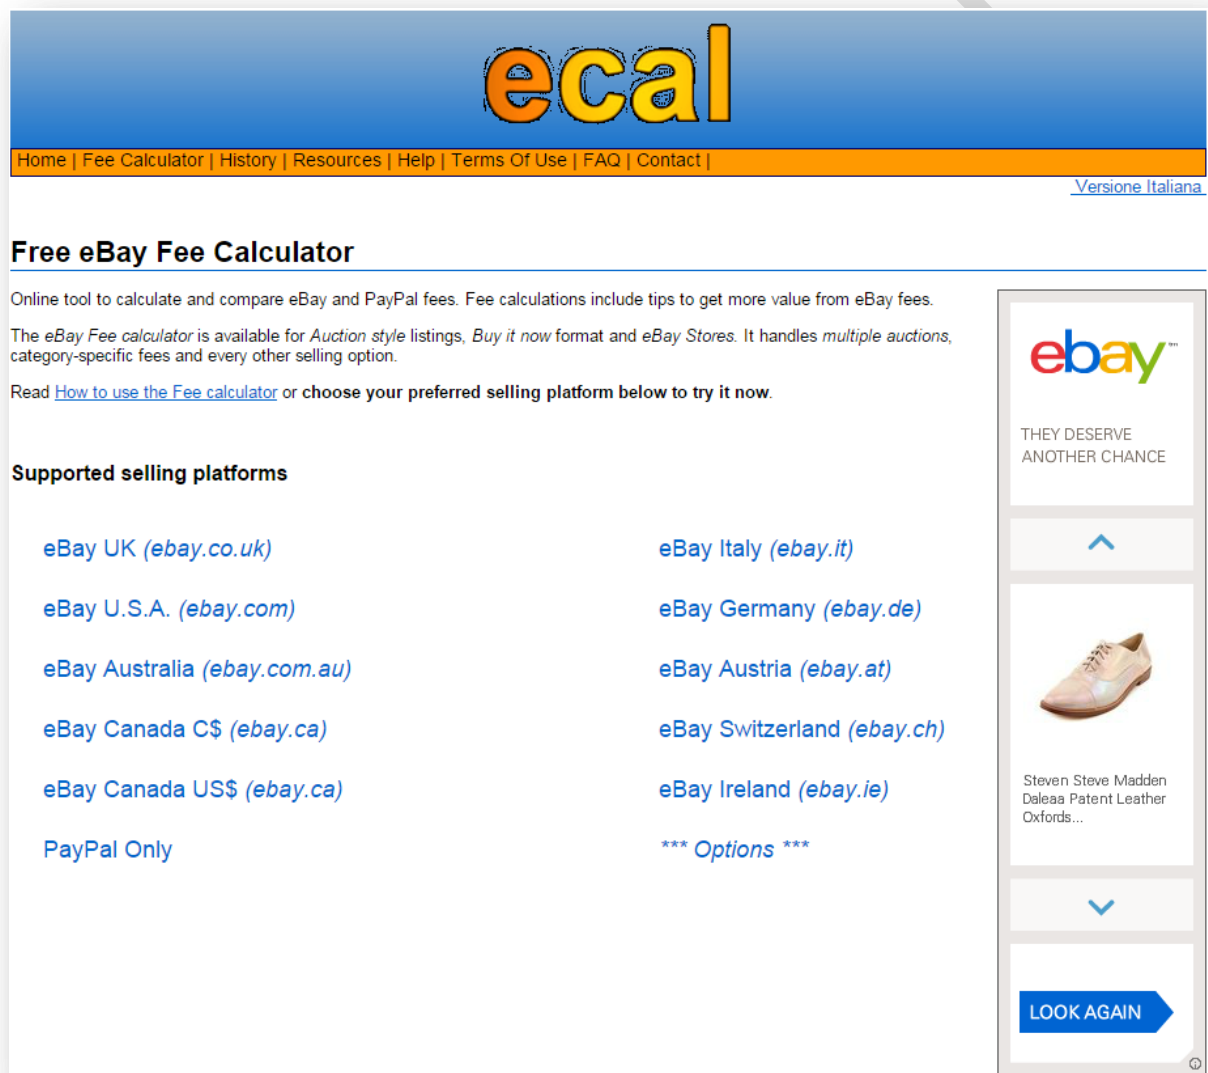 ecal
Home | Fee Calculator | History | Resources | Help | Terms Of Use | FAQ | Contact |
Versione Italiana
Free eBay Fee Calculator
Online tool to calculate and compare eBay and PayPal fees. Fee calculations include tips to get more value from eBay fees.
The eBay Fee calculator is available for Auction style listings, Buy it now format and eBay Stores. It handles multiple auctions,
category-specific fees and every other selling option.
Read How to use the Fee calculator or choose your preferred selling platform below to try it now.
Supported selling platforms
eBay UK (ebay.co.uk)
eBay Italy (ebay.it)
eBay U.S.A. (ebay.com)
eBay Germany (ebay.de)
eBay Australia (ebay.com.au)
eBay Austria (ebay.at)
eBay Canada C$ (ebay.ca)
eBay Switzerland (ebay.ch)
eBay Canada US$ (ebay.ca)
eBay Ireland (ebay.ie)
PayPal Only
*** Options ***
ebay™
THEY DESERVE
ANOTHER CHANCE
Steven Steve Madden
Daleaa Patent Leather
Oxfords...
LOOK AGAIN